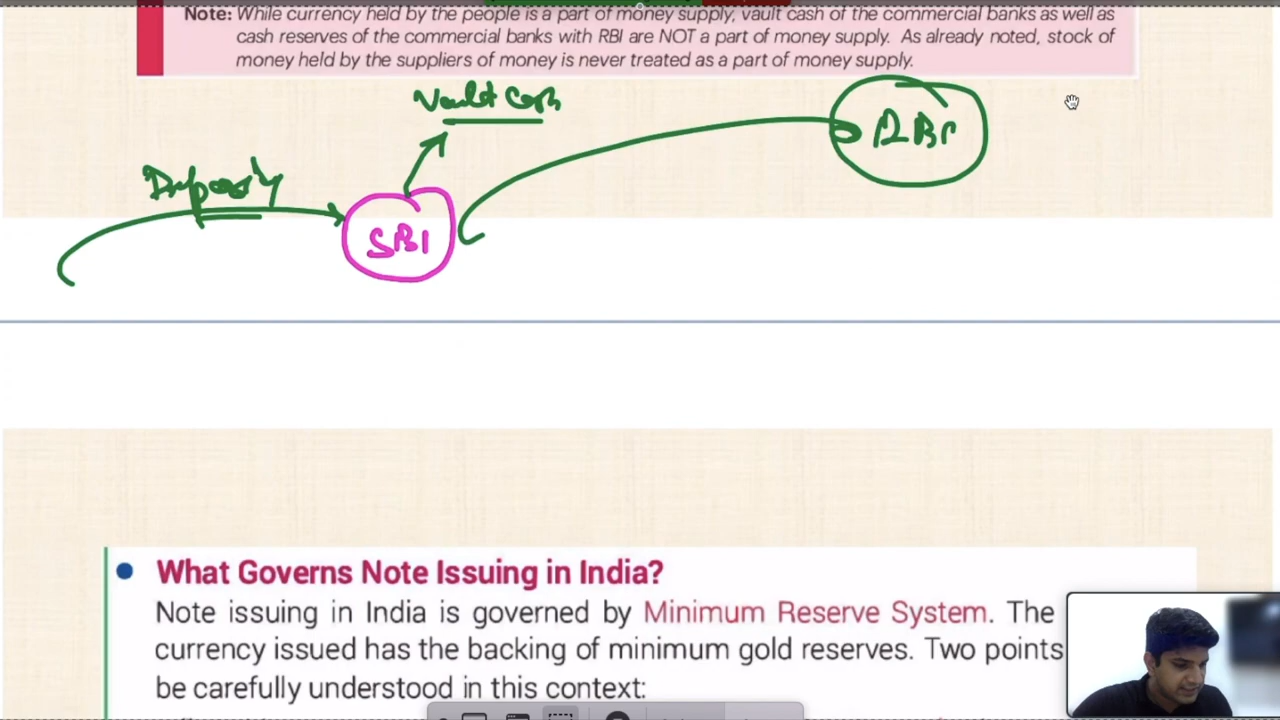 Note: While currency held by the people is a part of money supply, vault cash of the commercial banks as well as
cash reserves of the commercial banks with RBI are NOT a part of money supply. As already noted, stock of
money held by the suppliers of money is never treated as a part of money supply.
Vault Cash
RBI
Deposity
SBI
What Governs Note Issuing in India?
Note issuing in India is governed by Minimum Reserve System. The
currency issued has the backing of minimum gold reserves. Two points
be carefully understood in this context: